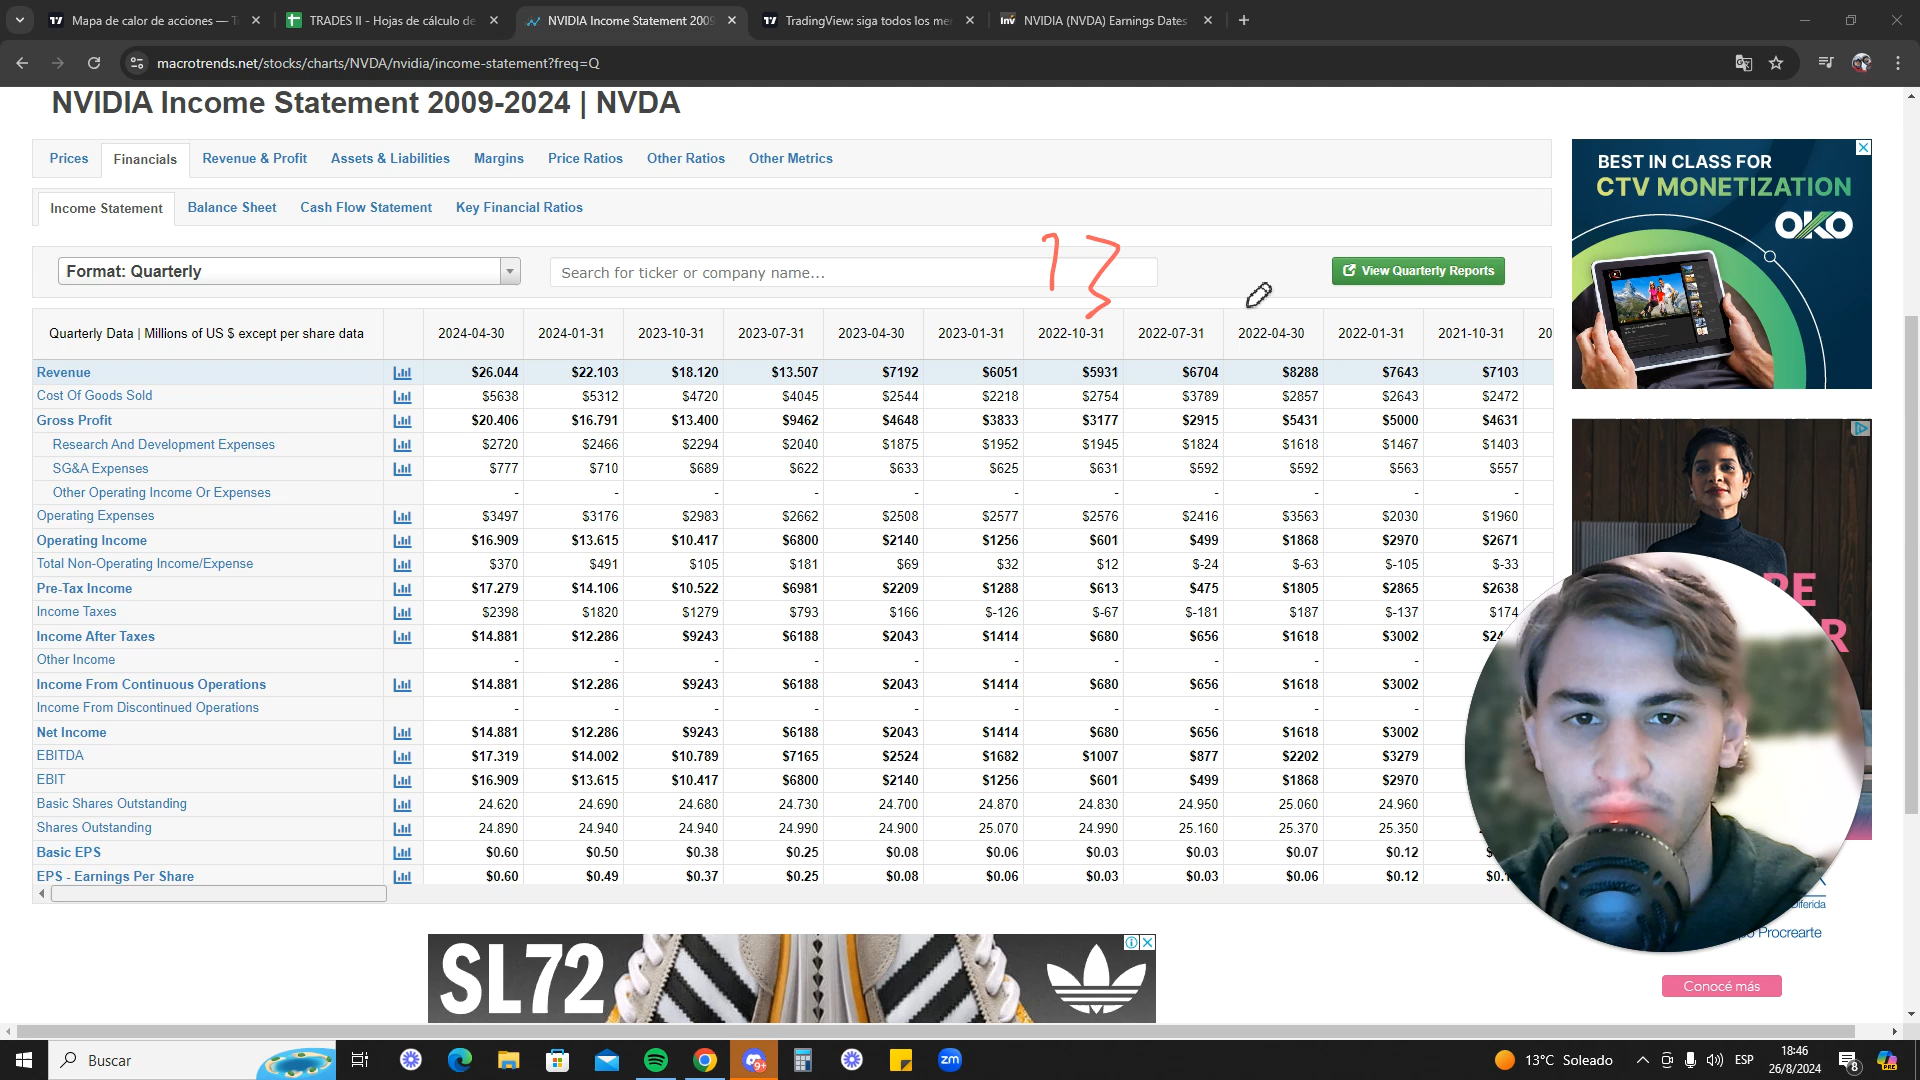 Mapa de calor de acciones —
TRADES II - Hojas de cálculo de
NVIDIA Income Statement 2009
TradingView: siga todos los me
Inv NVIDIA (NVDA) Earnings Dates
macrotrends.net/stocks/charts/NVDA/nvidia/income-statement?freq=Q
NVIDIA Income Statement 2009-2024 | NVDA
Prices Financials Revenue & Profit Assets & Liabilities Margins Price Ratios Other Ratios Other Metrics
Income Statement Balance Sheet Cash Flow Statement Key Financial Ratios
13
Format: Quarterly Search for ticker or company name... View Quarterly Reports
Quarterly Data | Millions of US $ except per share data 2024-04-30 2024-01-31 2023-10-31 2023-07-31 2023-04-30 2023-01-31 2022-10-31 2022-07-31 2022-04-30 2022-01-31 2021-10-31 20
Revenue $26.044 $22.103 $18.120 $13.507 $7192 $6051 $5931 $6704 $8288 $7643 $7103
Cost Of Goods Sold $5638 $5312 $4720 $4045 $2544 $2218 $2754 $3789 $2857 $2643 $2472
Gross Profit $20.406 $16.791 $13.400 $9462 $4648 $3833 $3177 $2915 $5431 $5000 $4631
Research And Development Expenses $2720 $2466 $2294 $2040 $1875 $1952 $1945 $1824 $1618 $1467 $1403
SG&A Expenses $777 $710 $689 $622 $633 $625 $631 $592 $592 $563 $557
Other Operating Income Or Expenses - - - - - - - - - - -
Operating Expenses $3497 $3176 $2983 $2662 $2508 $2577 $2576 $2416 $3563 $2030 $1960
Operating Income $16.909 $13.615 $10.417 $6800 $2140 $1256 $601 $499 $1868 $2970 $2671
Total Non-Operating Income/Expense $370 $491 $105 $181 $69 $32 $12 $-24 $-63 $-105 $-33
Pre-Tax Income $17.279 $14.106 $10.522 $6981 $2209 $1288 $613 $475 $1805 $2865 $2638
Income Taxes $2398 $1820 $1279 $793 $166 $-126 $-67 $-181 $187 $-137 $174
Income After Taxes $14.881 $12.286 $9243 $6188 $2043 $1414 $680 $656 $1618 $3002
Other Income - - - - - - - - - -
Income From Continuous Operations $14.881 $12.286 $9243 $6188 $2043 $1414 $680 $656 $1618 $3002
Income From Discontinued Operations - - - - - - - - - -
Net Income $14.881 $12.286 $9243 $6188 $2043 $1414 $680 $656 $1618 $3002
EBITDA $17.319 $14.002 $10.789 $7165 $2524 $1682 $1007 $877 $2202 $3279
EBIT $16.909 $13.615 $10.417 $6800 $2140 $1256 $601 $499 $1868 $2970
Basic Shares Outstanding 24.620 24.690 24.680 24.730 24.700 24.870 24.830 24.950 25.060 24.960
Shares Outstanding 24.890 24.940 24.940 24.990 24.900 25.070 24.990 25.160 25.370 25.350
Basic EPS $0.60 $0.50 $0.38 $0.25 $0.08 $0.06 $0.03 $0.03 $0.07 $0.12
EPS - Earnings Per Share $0.60 $0.49 $0.37 $0.25 $0.08 $0.06 $0.03 $0.03 $0.06 $0.12
BEST IN CLASS FOR
CTV MONETIZATION
OKO
Procrearte
Conocé más
SL72
adidas
Buscar
9+
zm
13°C Soleado
ESP
18:46
26/8/2024
8
PRE